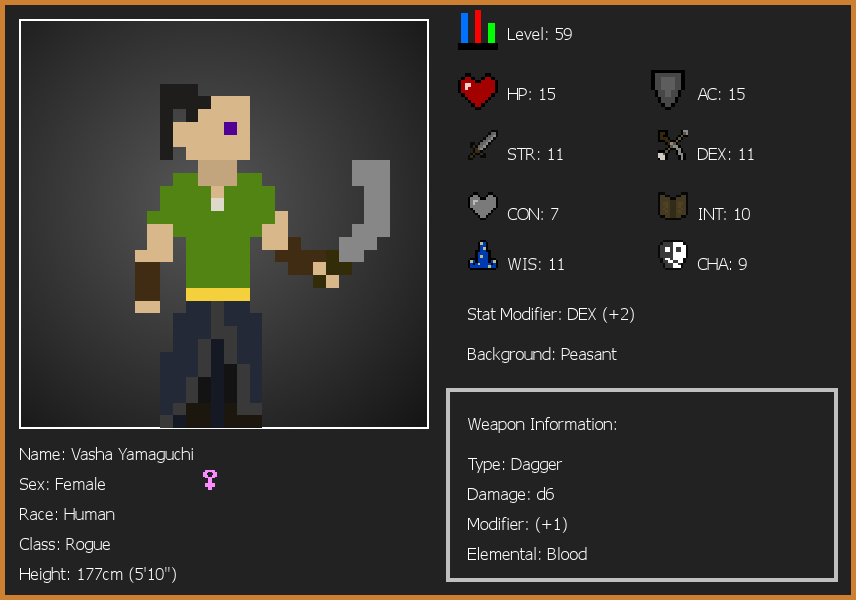 Level: 59
HP: 15
AC: 15
STR: 11
DEX: 11
CON: 7
INT: 10
WIS: 11
CHA: 9
Stat Modifier: DEX (+2)
Background: Peasant
Weapon Information:
Type: Dagger
Damage: d6
Modifier: (+1)
Elemental: Blood
Name: Vasha Yamaguchi
Sex: Female
Race: Human
Class: Rogue
Height: 177cm (5'10")